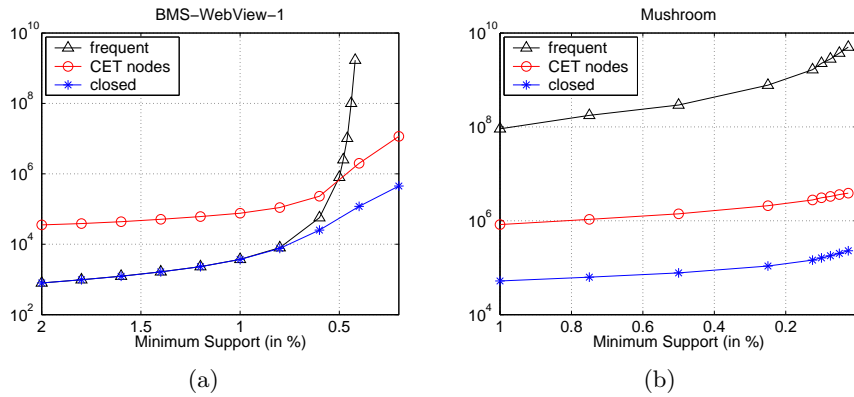 BMS-WebView-1
10^10
10^8
10^6
10^4
10^2
frequent
CET nodes
closed
2
1.5
1
0.5
Minimum Support (in %)
(a)
Mushroom
10^10
10^8
10^6
10^4
frequent
CET nodes
closed
1
0.8
0.6
0.4
0.2
Minimum Support (in %)
(b)